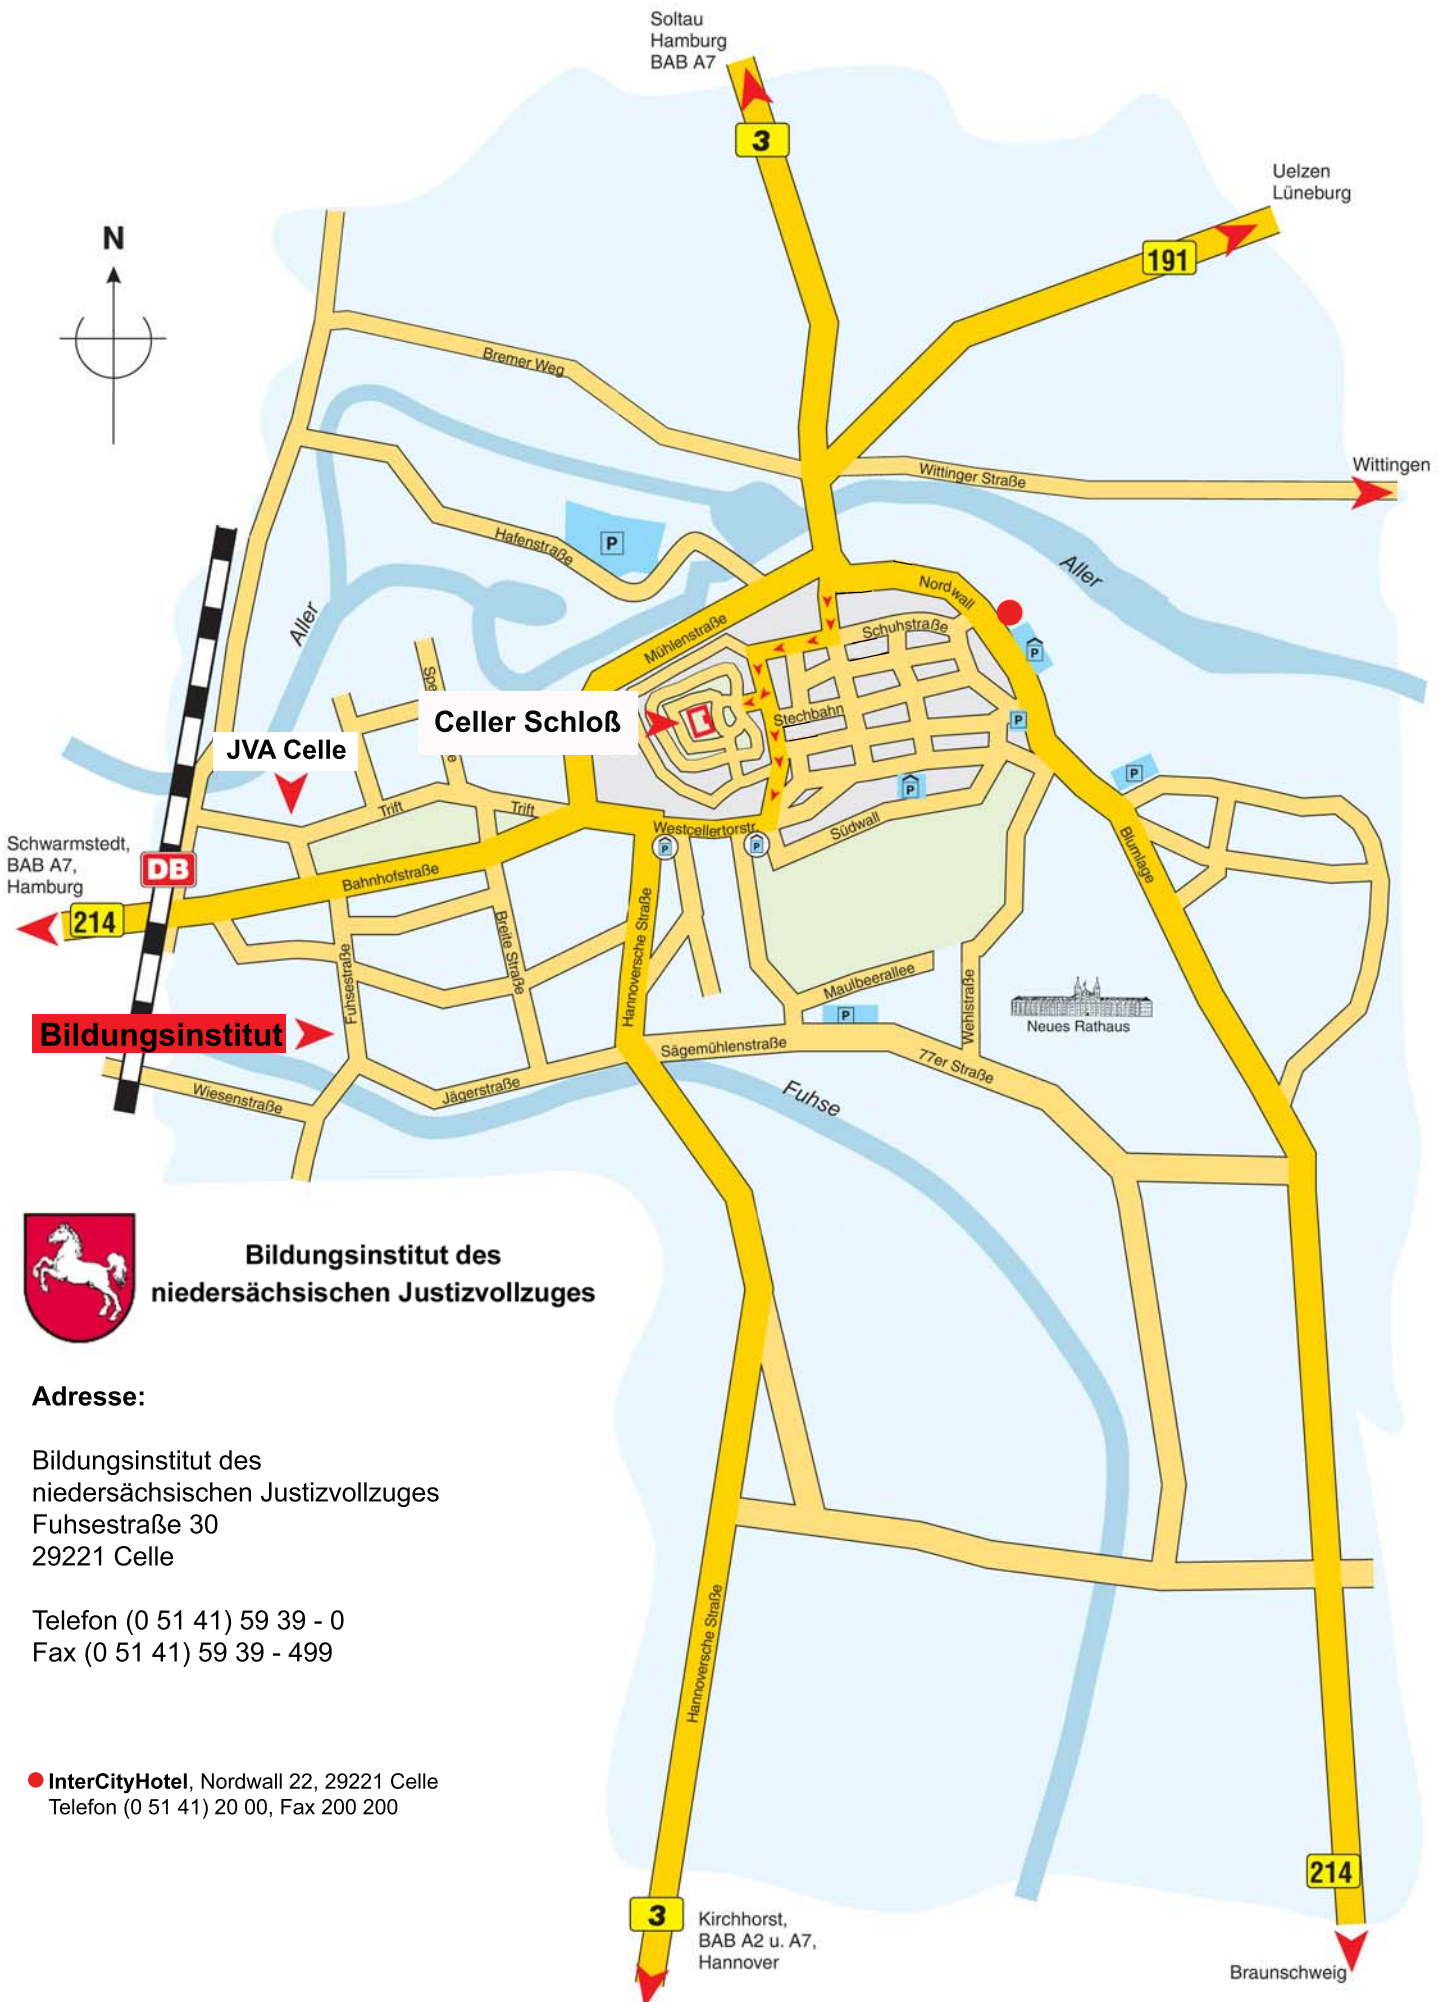 Soltau
Hamburg
BAB A7
3
Uelzen
Lüneburg
191
N
Bremer Weg
Wittinger Straße
Wittingen
Hafenstraße
P
Aller
Aller
Nordwall
Mühlenstraße
Schuhstraße
P
Celler Schloß
Stechbahn
P
JVA Celle
P
P
Trift
Trift
Westcellertorstr.
Südwall
P
P
Schwarmstedt,
BAB A7,
Hamburg
DB
214
Bahnhofstraße
Blumlage
Breite Straße
Hannoversche Straße
Fuhsestraße
Maulbeerallee
Wehlstraße
P
Neues Rathaus
Bildungsinstitut
Sägemühlenstraße
77er Straße
Wiesenstraße
Jägerstraße
Fuhse
Bildungsinstitut des
niedersächsischen Justizvollzuges
Adresse:
Bildungsinstitut des
niedersächsischen Justizvollzuges
Fuhsestraße 30
29221 Celle
Telefon (0 51 41) 59 39 - 0
Fax (0 51 41) 59 39 - 499
Hannoversche Straße
InterCityHotel, Nordwall 22, 29221 Celle
Telefon (0 51 41) 20 00, Fax 200 200
214
3
Kirchhorst,
BAB A2 u. A7,
Hannover
Braunschweig